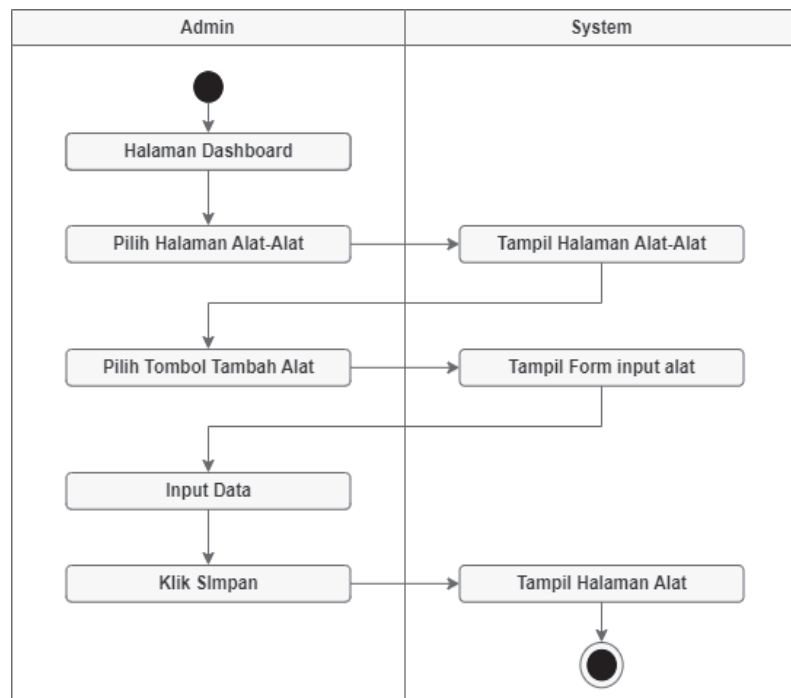 Admin
System
Halaman Dashboard
Pilih Halaman Alat-Alat
Tampil Halaman Alat-Alat
Pilih Tombol Tambah Alat
Tampil Form input alat
Input Data
Klik SImpan
Tampil Halaman Alat